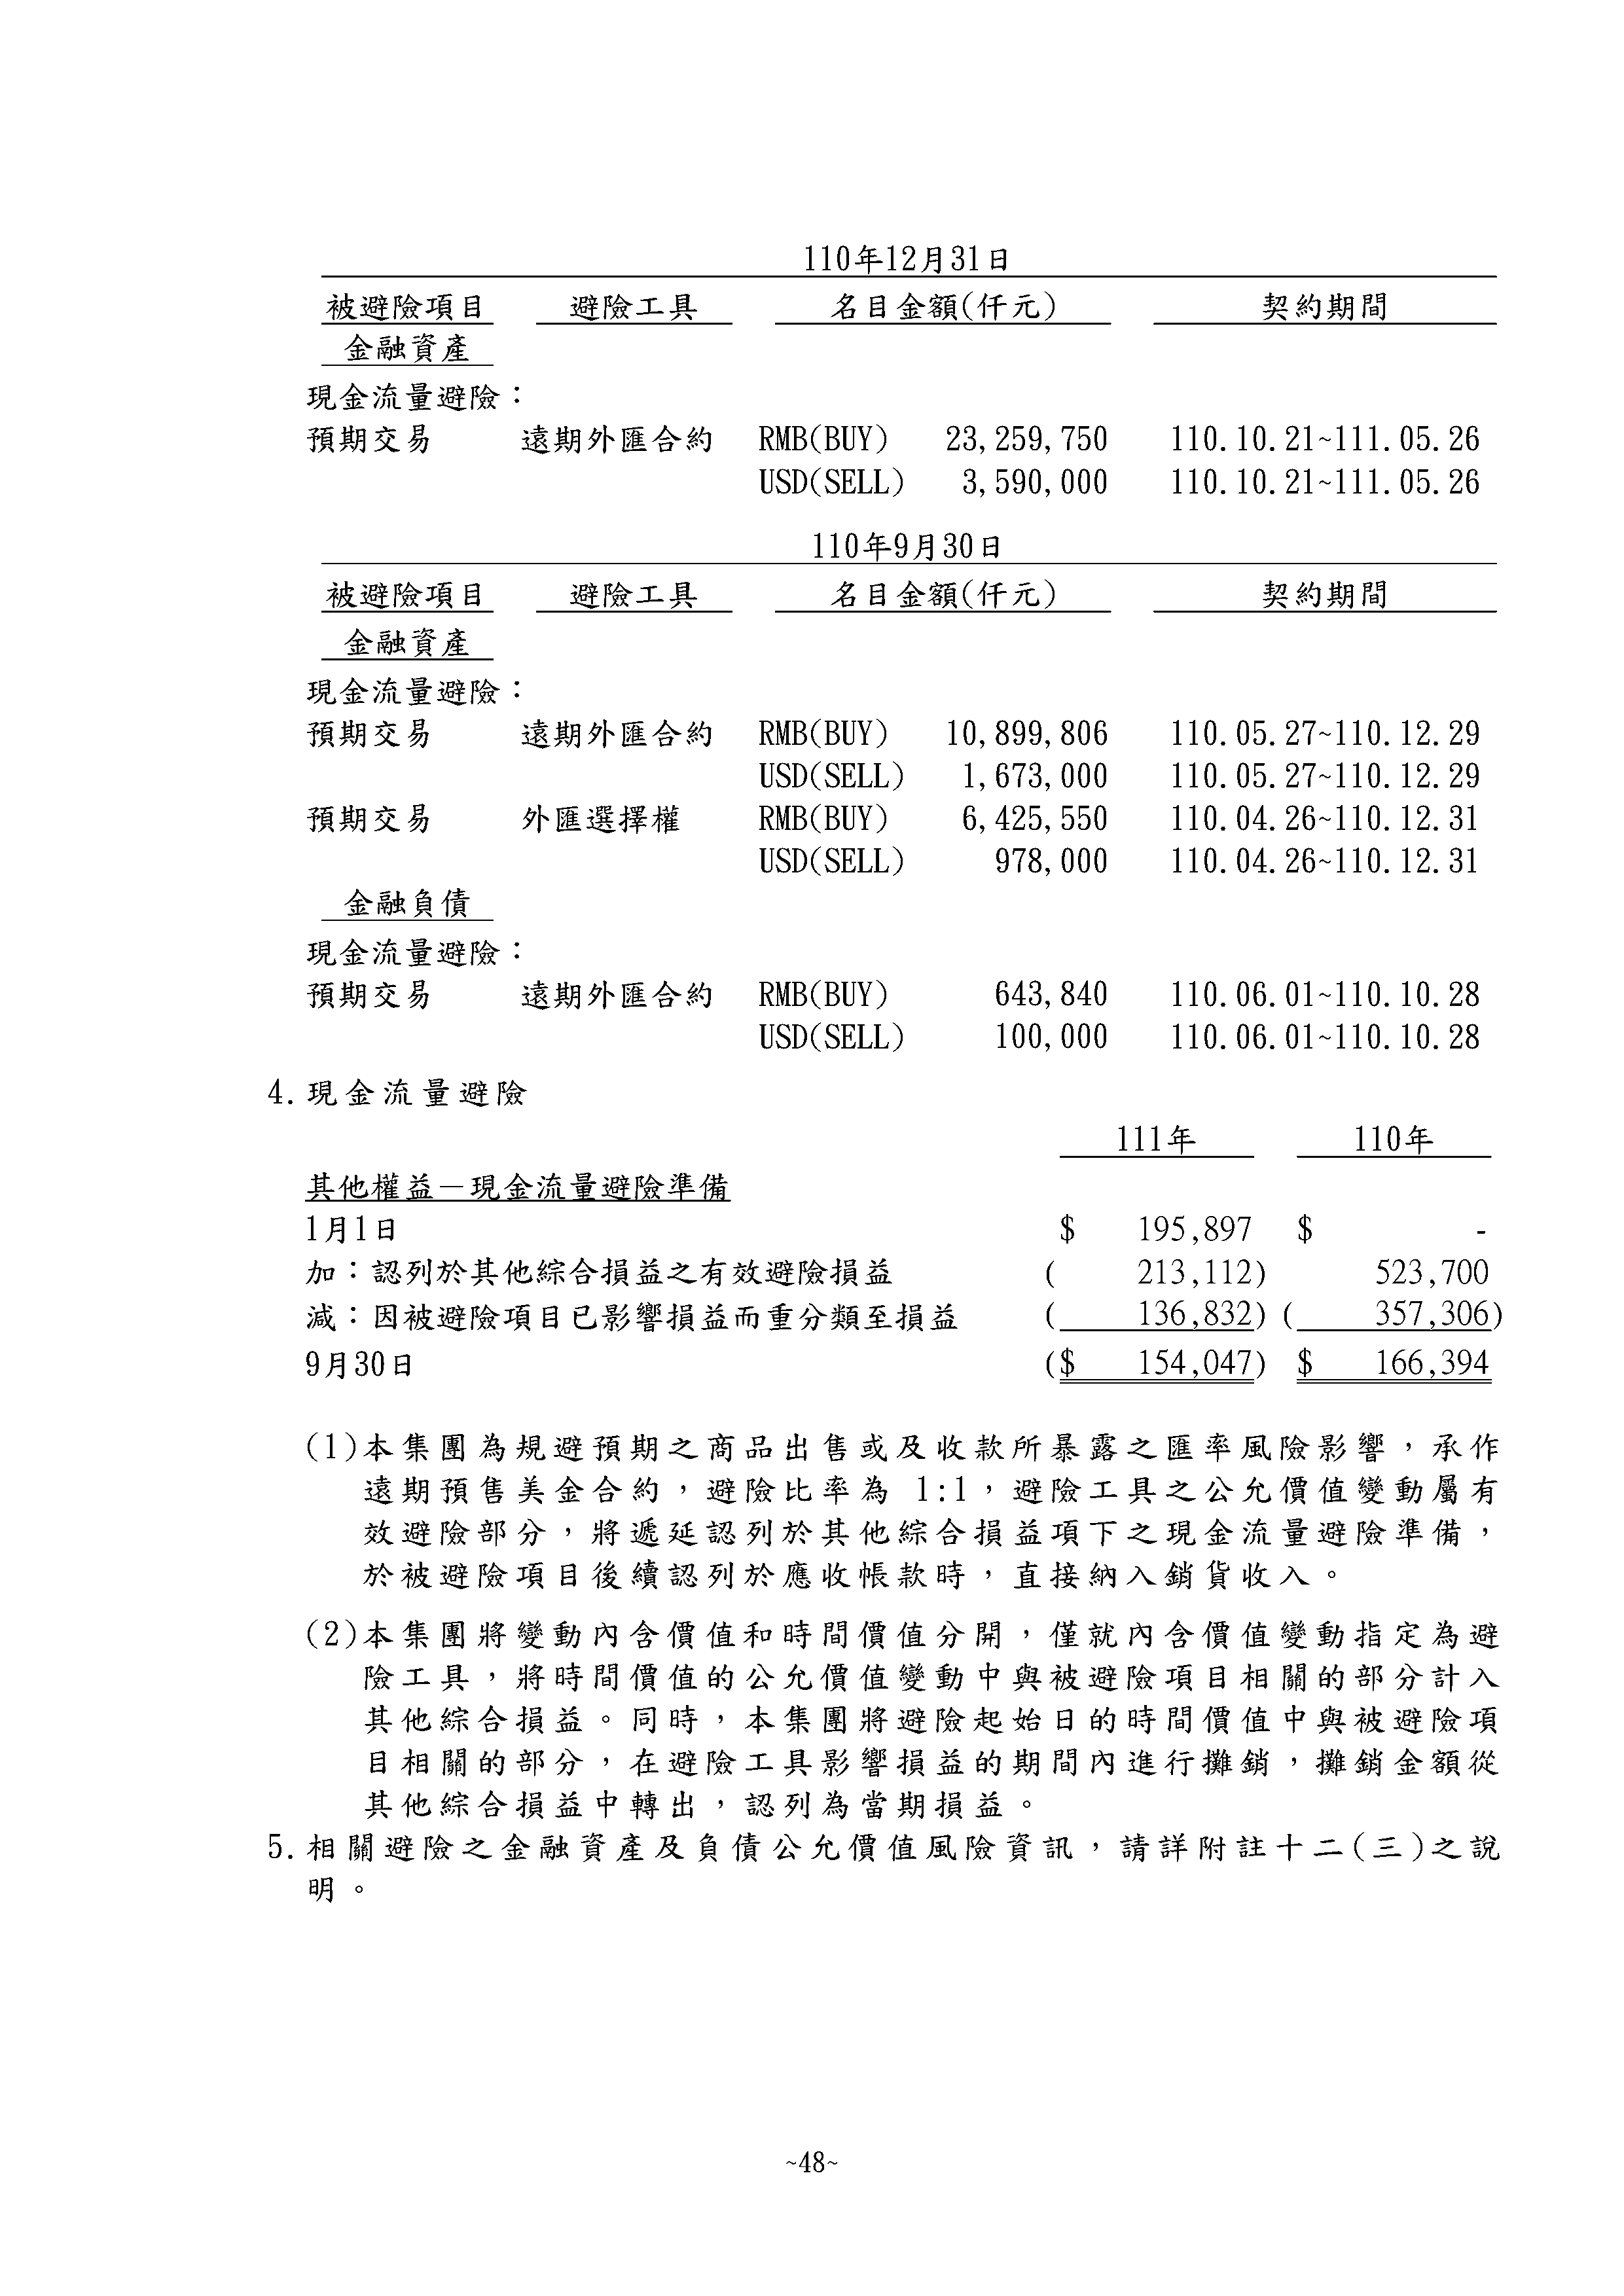 110年12月31日
被避險項目 避險工具 名目金額(仟元) 契約期間
金融資產
現金流量避險：
預期交易 遠期外匯合約 RMB(BUY) 23,259,750 110.10.21~111.05.26
USD(SELL) 3,590,000 110.10.21~111.05.26
110年9月30日
被避險項目 避險工具 名目金額(仟元) 契約期間
金融資產
現金流量避險：
預期交易 遠期外匯合約 RMB(BUY) 10,899,806 110.05.27~110.12.29
USD(SELL) 1,673,000 110.05.27~110.12.29
預期交易 外匯選擇權 RMB(BUY) 6,425,550 110.04.26~110.12.31
USD(SELL) 978,000 110.04.26~110.12.31
金融負債
現金流量避險：
預期交易 遠期外匯合約 RMB(BUY) 643,840 110.06.01~110.10.28
USD(SELL) 100,000 110.06.01~110.10.28
4.現金流量避險
111年 110年
其他權益－現金流量避險準備
1月1日 $ 195,897 $ -
加：認列於其他綜合損益之有效避險損益 ( 213,112) 523,700
減：因被避險項目已影響損益而重分類至損益 ( 136,832) ( 357,306)
9月30日 ($ 154,047) $ 166,394
(1)本集團為規避預期之商品出售或及收款所暴露之匯率風險影響，承作
遠期預售美金合約，避險比率為 1:1，避險工具之公允價值變動屬有
效避險部分，將遞延認列於其他綜合損益項下之現金流量避險準備，
於被避險項目後續認列於應收帳款時，直接納入銷貨收入。
(2)本集團將變動內含價值和時間價值分開，僅就內含價值變動指定為避
險工具，將時間價值的公允價值變動中與被避險項目相關的部分計入
其他綜合損益。同時，本集團將避險起始日的時間價值中與被避險項
目相關的部分，在避險工具影響損益的期間內進行攤銷，攤銷金額從
其他綜合損益中轉出，認列為當期損益。
5.相關避險之金融資產及負債公允價值風險資訊，請詳附註十二(三)之說
明。
~48~